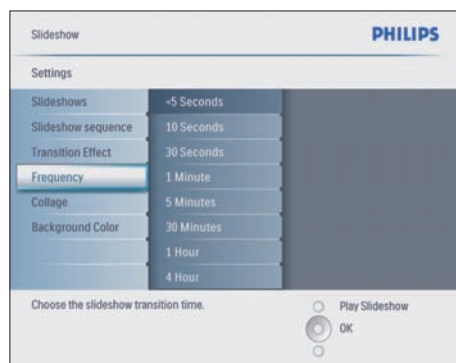 Slideshow
PHILIPS
Settings
Slideshows
Slideshow sequence
Transition Effect
Frequency
Collage
Background Color
<5 Seconds
10 Seconds
30 Seconds
1 Minute
5 Minutes
30 Minutes
1 Hour
4 Hour
Choose the slideshow transition time.
Play Slideshow
OK